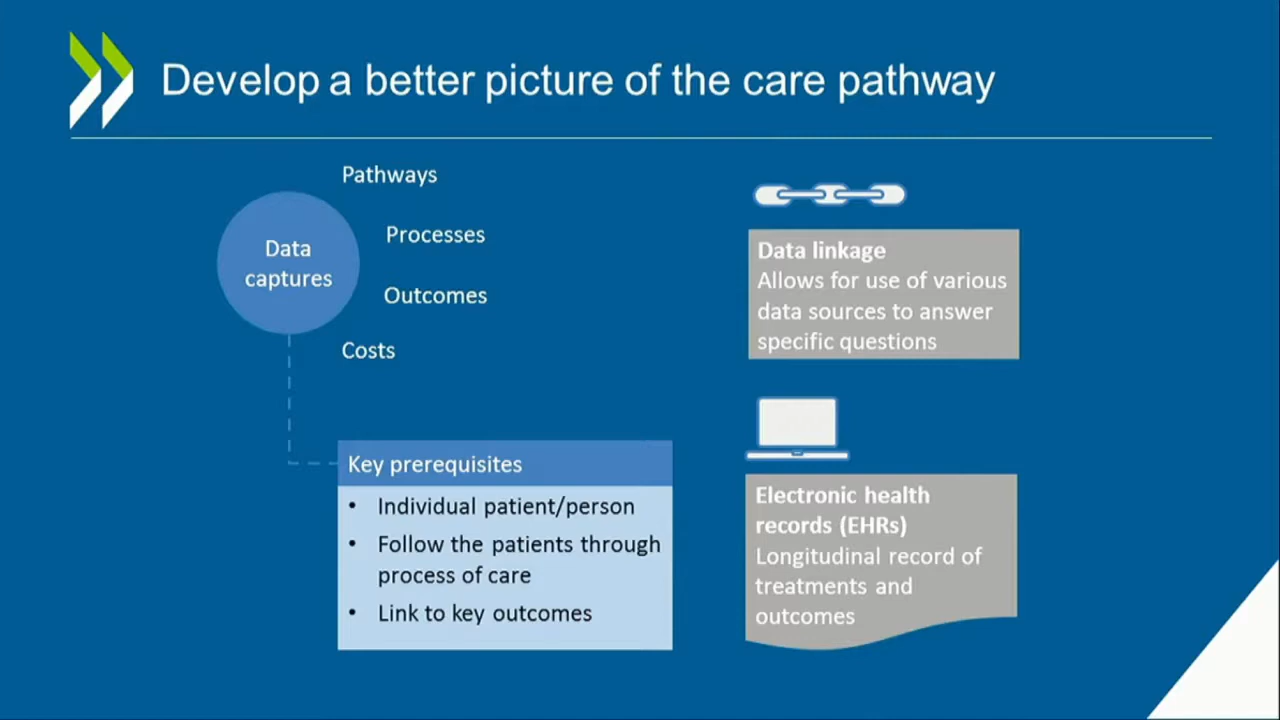 Develop a better picture of the care pathway
Pathways
Data
captures
Processes
Outcomes
Costs
Key prerequisites
• Individual patient/person
• Follow the patients through
process of care
• Link to key outcomes
Data linkage
Allows for use of various
data sources to answer
specific questions
Electronic health
records (EHRs)
Longitudinal record of
treatments and
outcomes